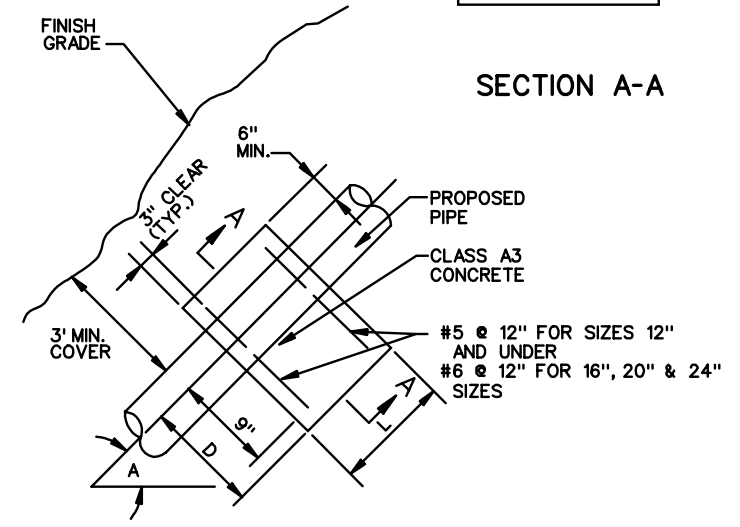 FINISH
GRADE
SECTION A-A
6"
MIN.
3" CLEAR
(TYP.)
A
PROPOSED
PIPE
CLASS A3
CONCRETE
3' MIN.
COVER
#5 @ 12" FOR SIZES 12"
AND UNDER
#6 @ 12" FOR 16", 20" & 24"
SIZES
A
L
9"
D
A